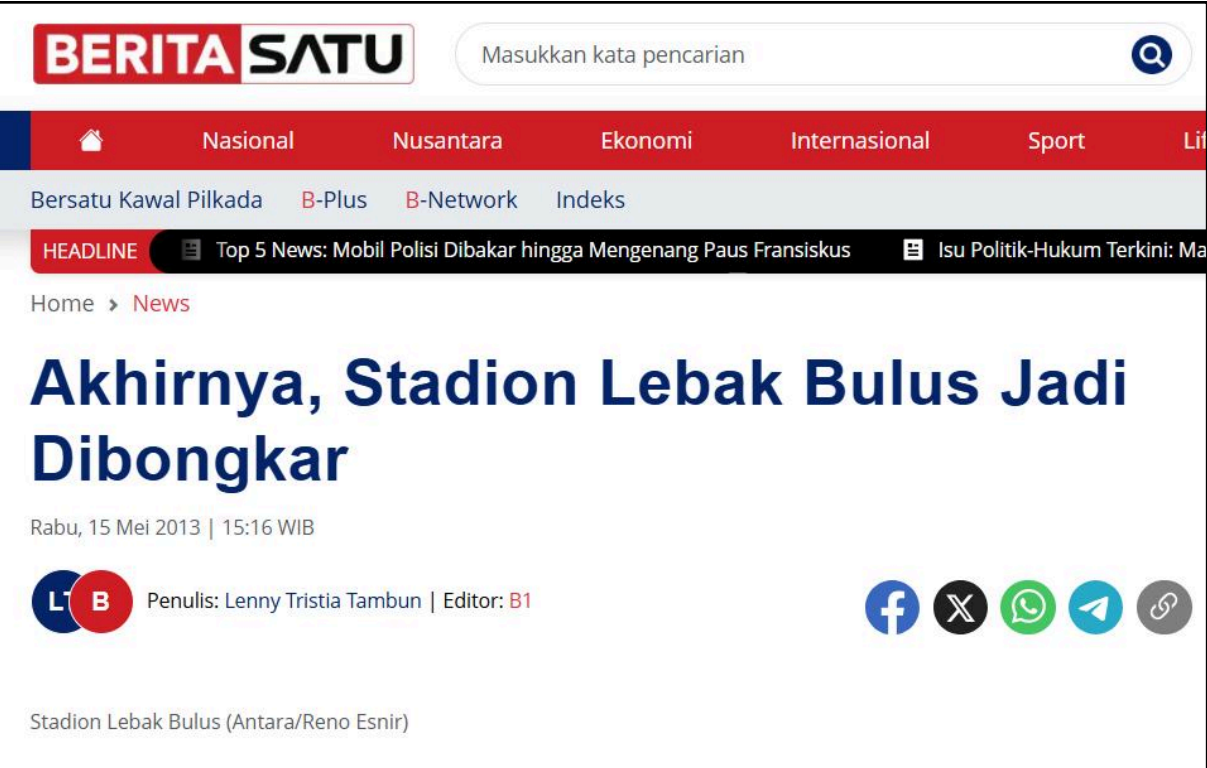 BERITA SATU
Masukkan kata pencarian
Nasional Nusantara Ekonomi Internasional Sport Lif
Bersatu Kawal Pilkada B-Plus B-Network Indeks
HEADLINE Top 5 News: Mobil Polisi Dibakar hingga Mengenang Paus Fransiskus Isu Politik-Hukum Terkini: Ma
Home > News
Akhirnya, Stadion Lebak Bulus Jadi
Dibongkar
Rabu, 15 Mei 2013 | 15:16 WIB
LT B Penulis: Lenny Tristia Tambun | Editor: B1
Stadion Lebak Bulus (Antara/Reno Esnir)